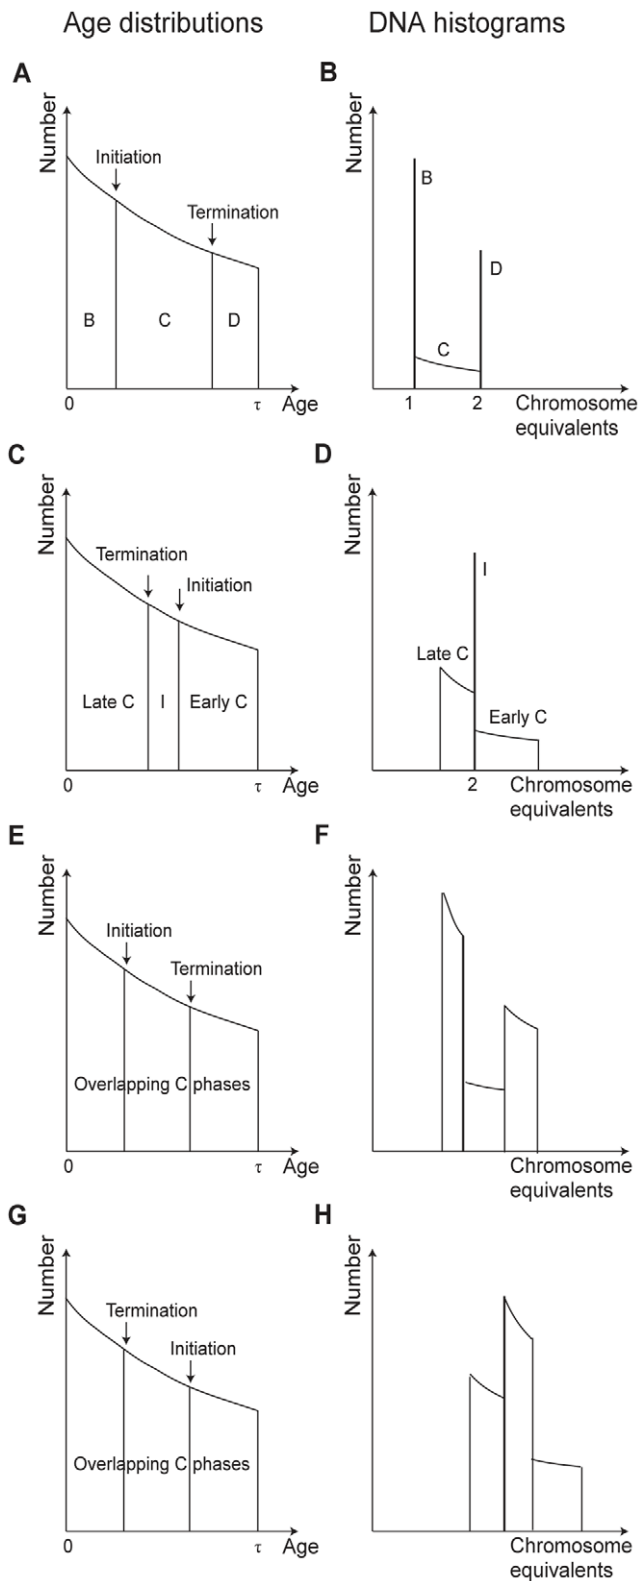 Age distributions
DNA histograms
A
Number
Initiation
Termination
B
C
D
0
τ
Age
B
Number
B
D
C
1
2
Chromosome
equivalents
C
Number
Termination
Initiation
Late C
I
Early C
0
τ
Age
D
Number
I
Late C
Early C
2
Chromosome
equivalents
E
Number
Initiation
Termination
Overlapping C phases
0
τ
Age
F
Number
Chromosome
equivalents
G
Number
Termination
Initiation
Overlapping C phases
0
τ
Age
H
Number
Chromosome
equivalents